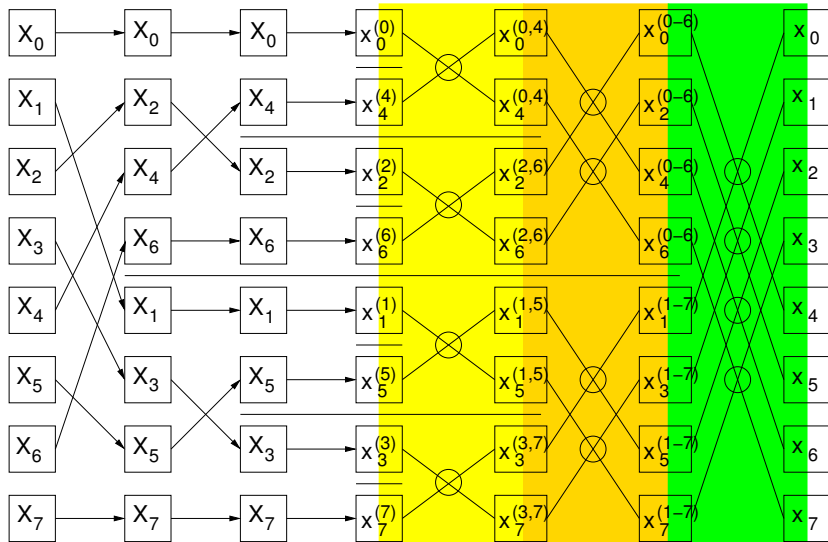 X₀ X₀ X₀ x₀⁽⁰⁾ x₀⁽⁰,⁴⁾ x₀⁽⁰⁻⁶⁾ x₀
X₁ X₂ X₄ x₄⁽⁴⁾ x₄⁽⁰,⁴⁾ x₂⁽⁰⁻⁶⁾ x₁
X₂ X₄ X₂ x₂⁽²⁾ x₂⁽²,⁶⁾ x₄⁽⁰⁻⁶⁾ x₂
X₃ X₆ X₆ x₆⁽⁶⁾ x₆⁽²,⁶⁾ x₆⁽⁰⁻⁶⁾ x₃
X₄ X₁ X₁ x₁⁽¹⁾ x₁⁽¹,⁵⁾ x₁⁽¹⁻⁷⁾ x₄
X₅ X₃ X₅ x₅⁽⁵⁾ x₅⁽¹,⁵⁾ x₃⁽¹⁻⁷⁾ x₅
X₆ X₅ X₃ x₃⁽³⁾ x₃⁽³,⁷⁾ x₅⁽¹⁻⁷⁾ x₆
X₇ X₇ X₇ x₇⁽⁷⁾ x₇⁽³,⁷⁾ x₇⁽¹⁻⁷⁾ x₇